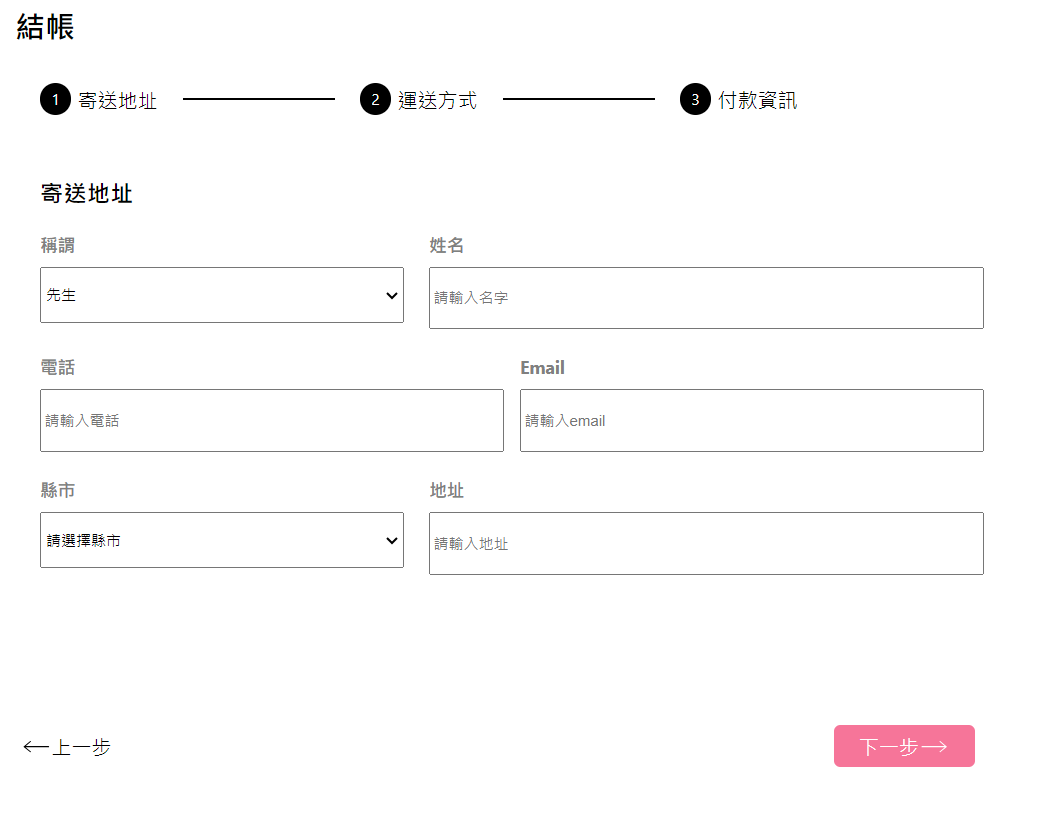 結帳
1 寄送地址 2 運送方式 3 付款資訊
寄送地址
稱謂 姓名
先生 請輸入名字
電話 Email
請輸入電話 請輸入email
縣市 地址
請選擇縣市 請輸入地址
上一步 下一步